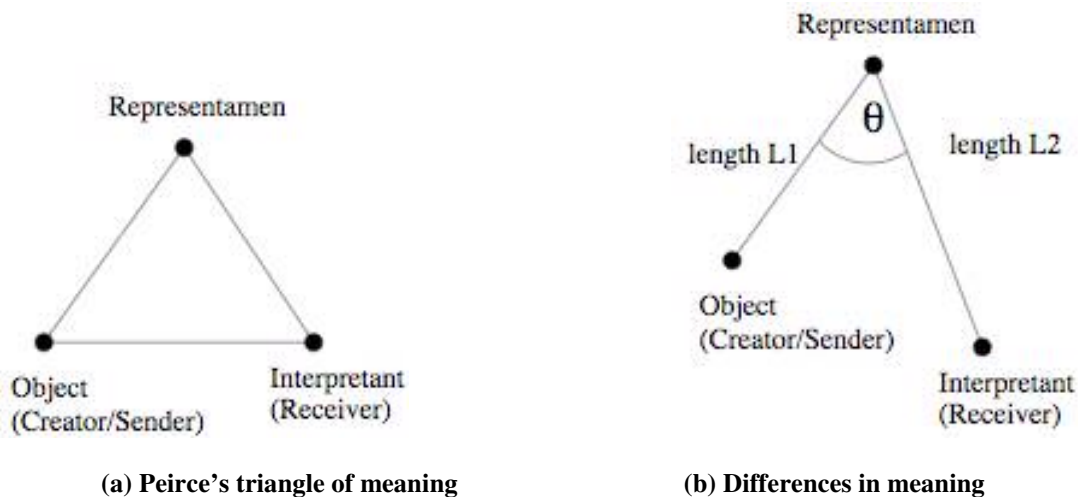 Representamen
Object
(Creator/Sender)
Interpretant
(Receiver)
(a) Peirce's triangle of meaning
Representamen
θ
length L1
length L2
Object
(Creator/Sender)
Interpretant
(Receiver)
(b) Differences in meaning